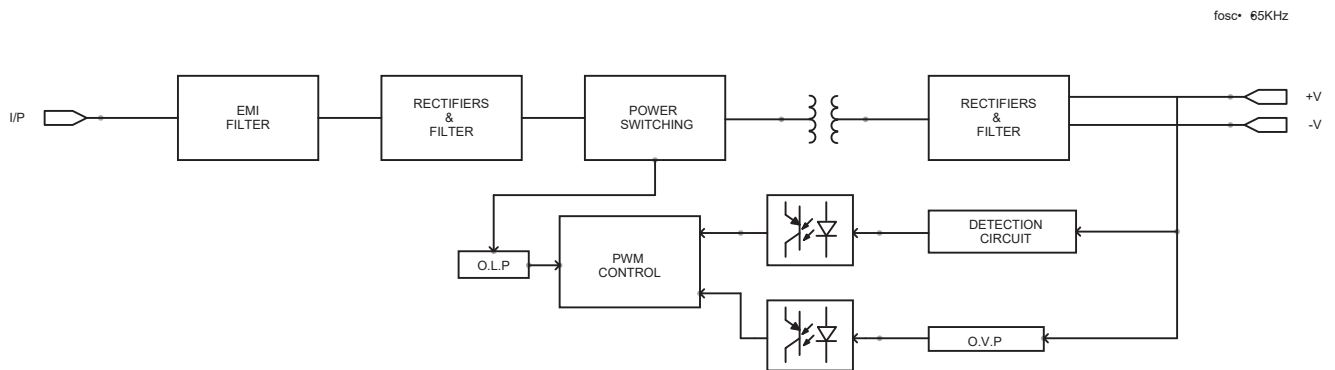 fosc• 65KHz
I/P
EMI
FILTER
RECTIFIERS
&
FILTER
POWER
SWITCHING
RECTIFIERS
&
FILTER
+V
-V
O.L.P
PWM
CONTROL
DETECTION
CIRCUIT
O.V.P